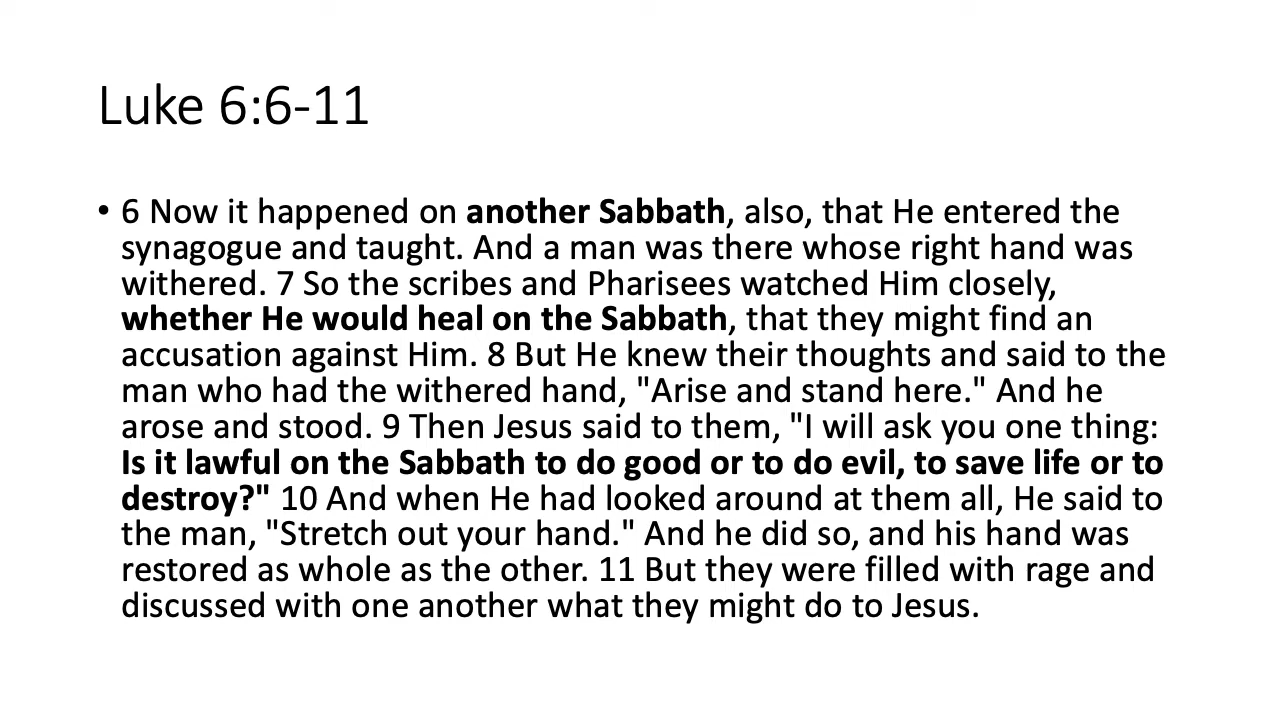 Luke 6:6-11
• 6 Now it happened on another Sabbath, also, that He entered the
synagogue and taught. And a man was there whose right hand was
withered. 7 So the scribes and Pharisees watched Him closely,
whether He would heal on the Sabbath, that they might find an
accusation against Him. 8 But He knew their thoughts and said to the
man who had the withered hand, "Arise and stand here." And he
arose and stood. 9 Then Jesus said to them, "I will ask you one thing:
Is it lawful on the Sabbath to do good or to do evil, to save life or to
destroy?" 10 And when He had looked around at them all, He said to
the man, "Stretch out your hand." And he did so, and his hand was
restored as whole as the other. 11 But they were filled with rage and
discussed with one another what they might do to Jesus.